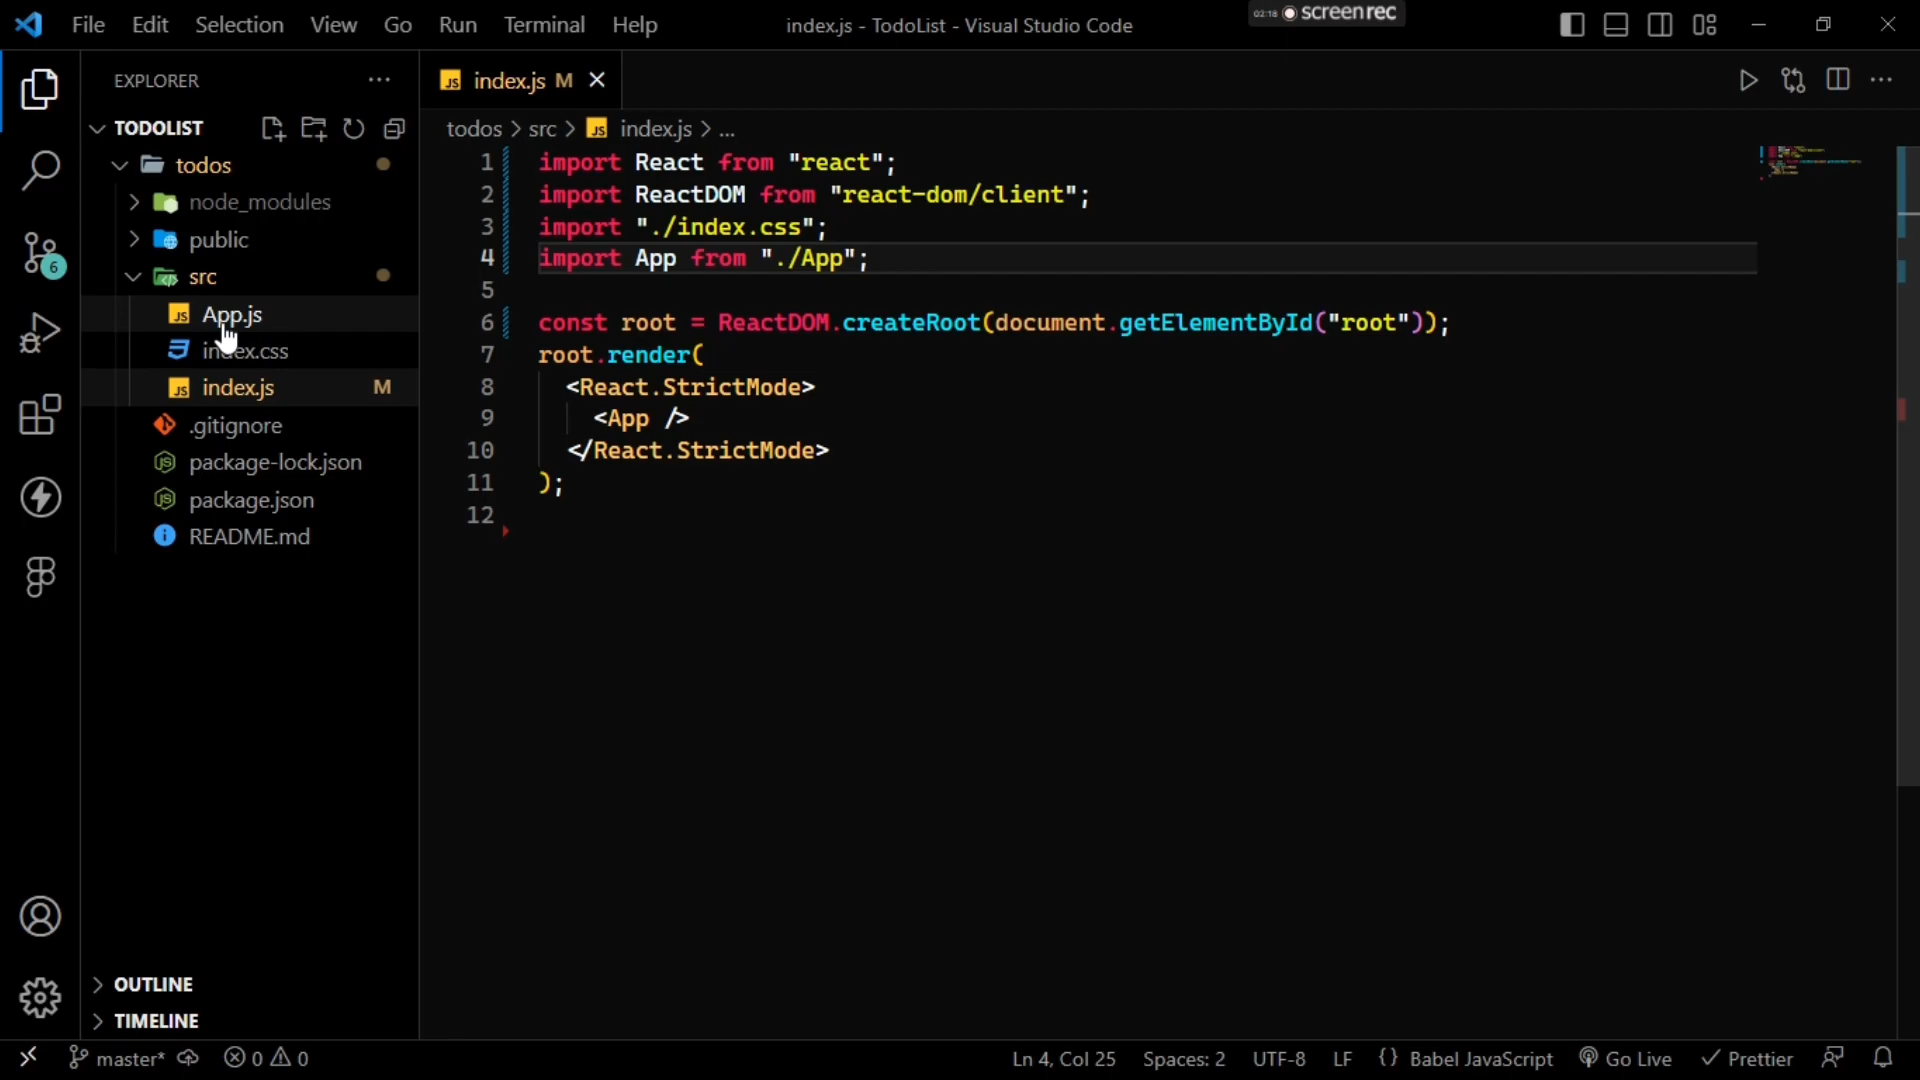 File Edit Selection View Go Run Terminal Help
index.js - TodoList - Visual Studio Code
02:18 screenrec
EXPLORER
TODOLIST
todos
node_modules
public
src
App.js
index.css
index.js M
.gitignore
package-lock.json
package.json
README.md
OUTLINE
TIMELINE
6
JS index.js M
todos > src > JS index.js > ...
1 import React from "react";
2 import ReactDOM from "react-dom/client";
3 import "./index.css";
4 import App from "./App";
5
6 const root = ReactDOM.createRoot(document.getElementById("root"));
7 root.render(
8 <React.StrictMode>
9 <App />
10 </React.StrictMode>
11 );
12
master* 0 0 Ln 4, Col 25 Spaces: 2 UTF-8 LF {} Babel JavaScript Go Live Prettier